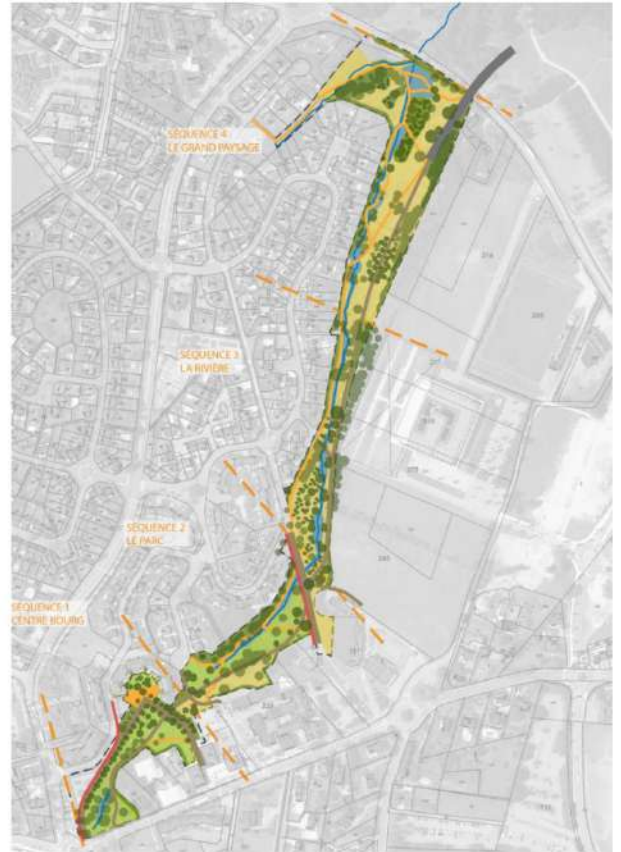 SÉQUENCE 4
LE GRAND PAYSAGE
SÉQUENCE 3
LA RIVIÈRE
SÉQUENCE 2
LE PARC
SÉQUENCE 1
CENTRE BOURG